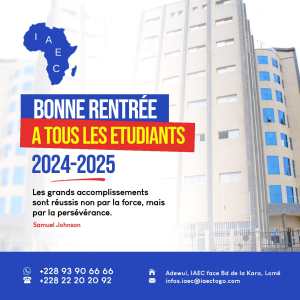 I A
E C
BONNE RENTRÉE
A TOUS LES ETUDIANTS
2024-2025
Les grands accomplissements
sont réussis non par la force, mais
par la persévérance.
Samuel Johnson
+228 93 90 66 66
+228 22 20 20 92
Adewui, IAEC face Bd de la Kara, Lomé
infos.iaec@iaectogo.com